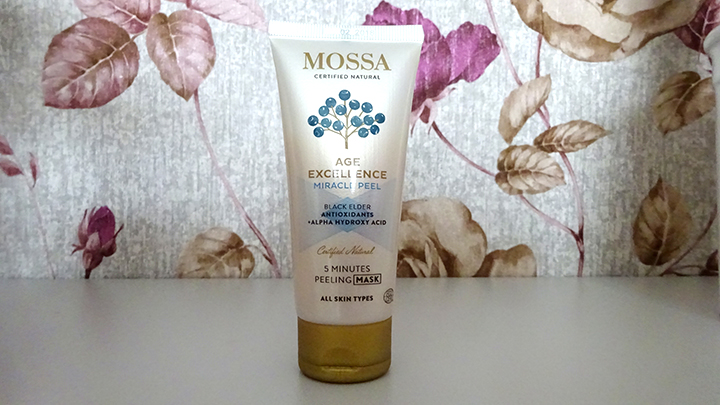 MOSSA
CERTIFIED NATURAL
AGE
EXCELLENCE
MIRACLE PEEL
BLACK ELDER
ANTIOXIDANTS
+ALPHA HYDROXY ACID
Certified Natural
5 MINUTES
PEELING MASK
ALL SKIN TYPES